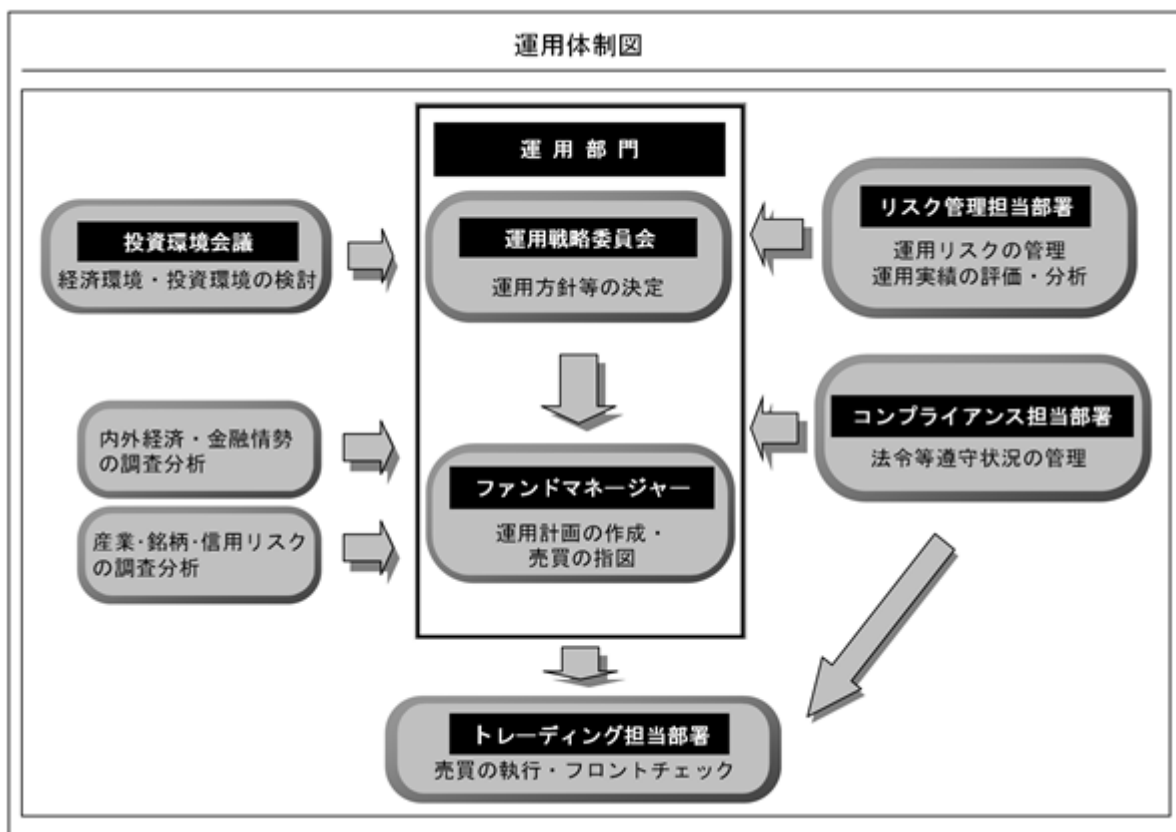 運用体制図
運用部門
投資環境会議
経済環境・投資環境の検討
運用戦略委員会
運用方針等の決定
リスク管理担当部署
運用リスクの管理
運用実績の評価・分析
内外経済・金融情勢
の調査分析
産業・銘柄・信用リスク
の調査分析
ファンドマネージャー
運用計画の作成・
売買の指図
コンプライアンス担当部署
法令等遵守状況の管理
トレーディング担当部署
売買の執行・フロントチェック